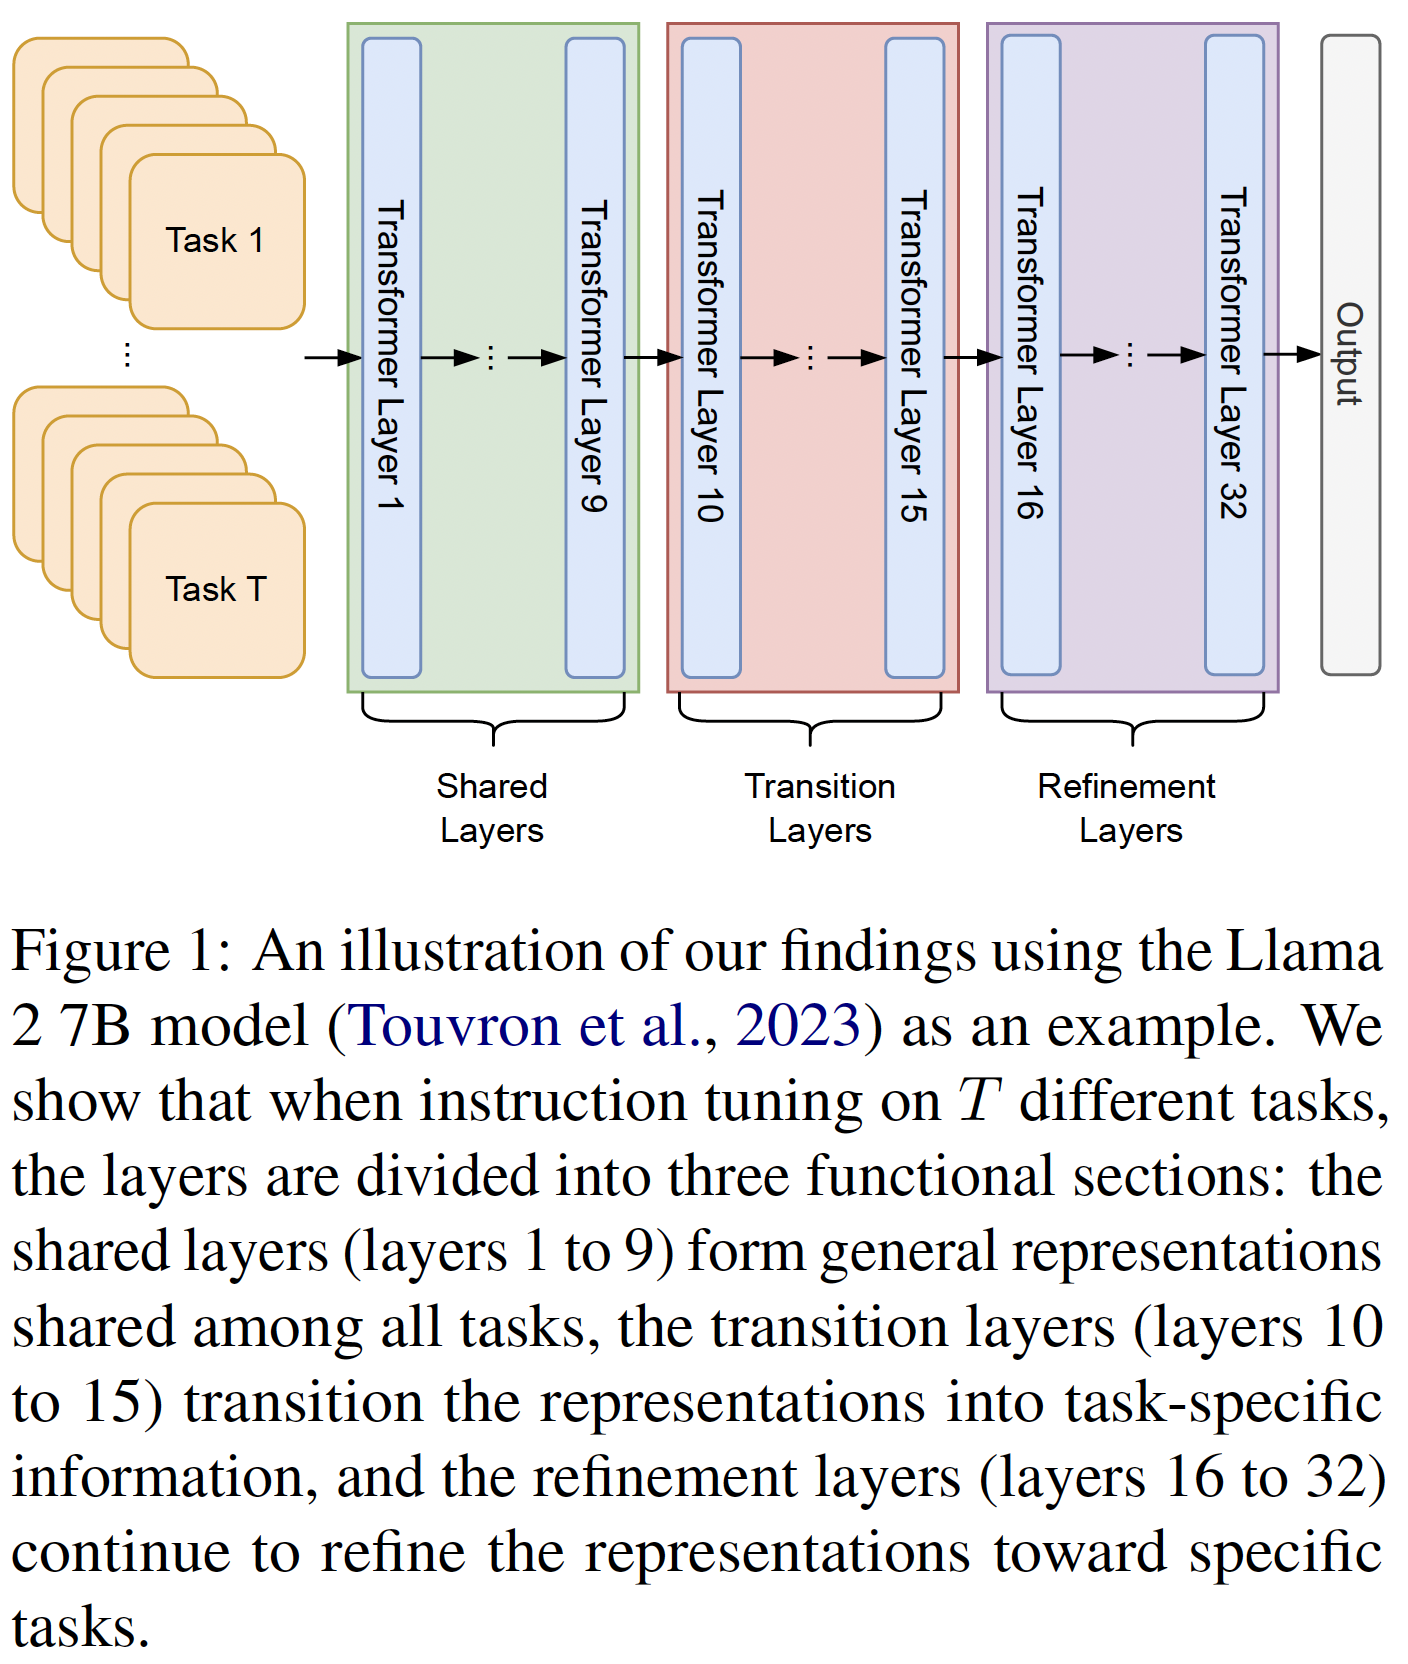 Task 1
⋮
Task T
Transformer Layer 1
...
Transformer Layer 9
Transformer Layer 10
...
Transformer Layer 15
Transformer Layer 16
...
Transformer Layer 32
Output
Shared
Layers
Transition
Layers
Refinement
Layers
Figure 1: An illustration of our findings using the Llama
2 7B model (Touvron et al., 2023) as an example. We
show that when instruction tuning on T different tasks,
the layers are divided into three functional sections: the
shared layers (layers 1 to 9) form general representations
shared among all tasks, the transition layers (layers 10
to 15) transition the representations into task-specific
information, and the refinement layers (layers 16 to 32)
continue to refine the representations toward specific
tasks.